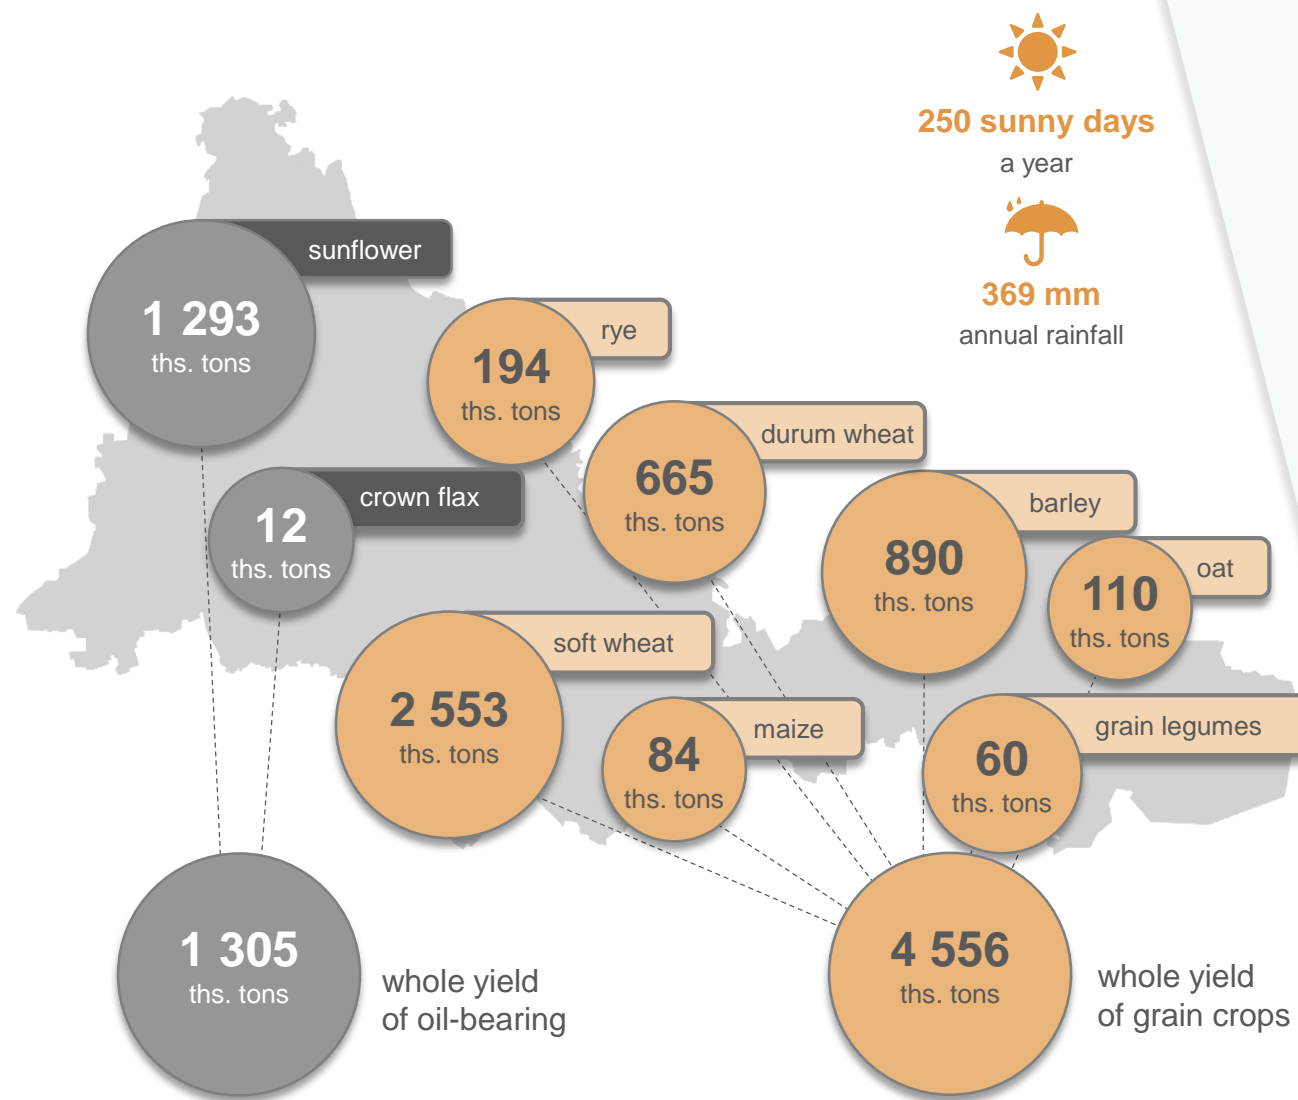 250 sunny days
a year
369 mm
annual rainfall
sunflower
1 293
ths. tons
rye
194
ths. tons
durum wheat
665
ths. tons
crown flax
12
ths. tons
barley
890
ths. tons
oat
110
ths. tons
soft wheat
2 553
ths. tons
maize
84
ths. tons
grain legumes
60
ths. tons
1 305
ths. tons
whole yield
of oil-bearing
4 556
ths. tons
whole yield
of grain crops